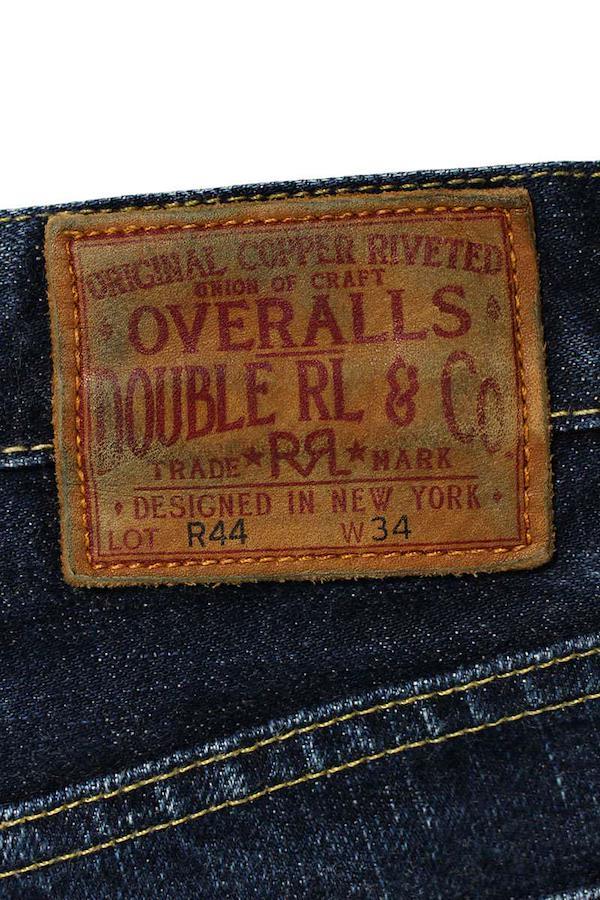 ORIGINAL COPPER RIVETED
UNION OF CRAFT
OVERALLS
DOUBLE RL & Co.
TRADE ★ RRL ★ MARK
• DESIGNED IN NEW YORK •
LOT R44 W 34